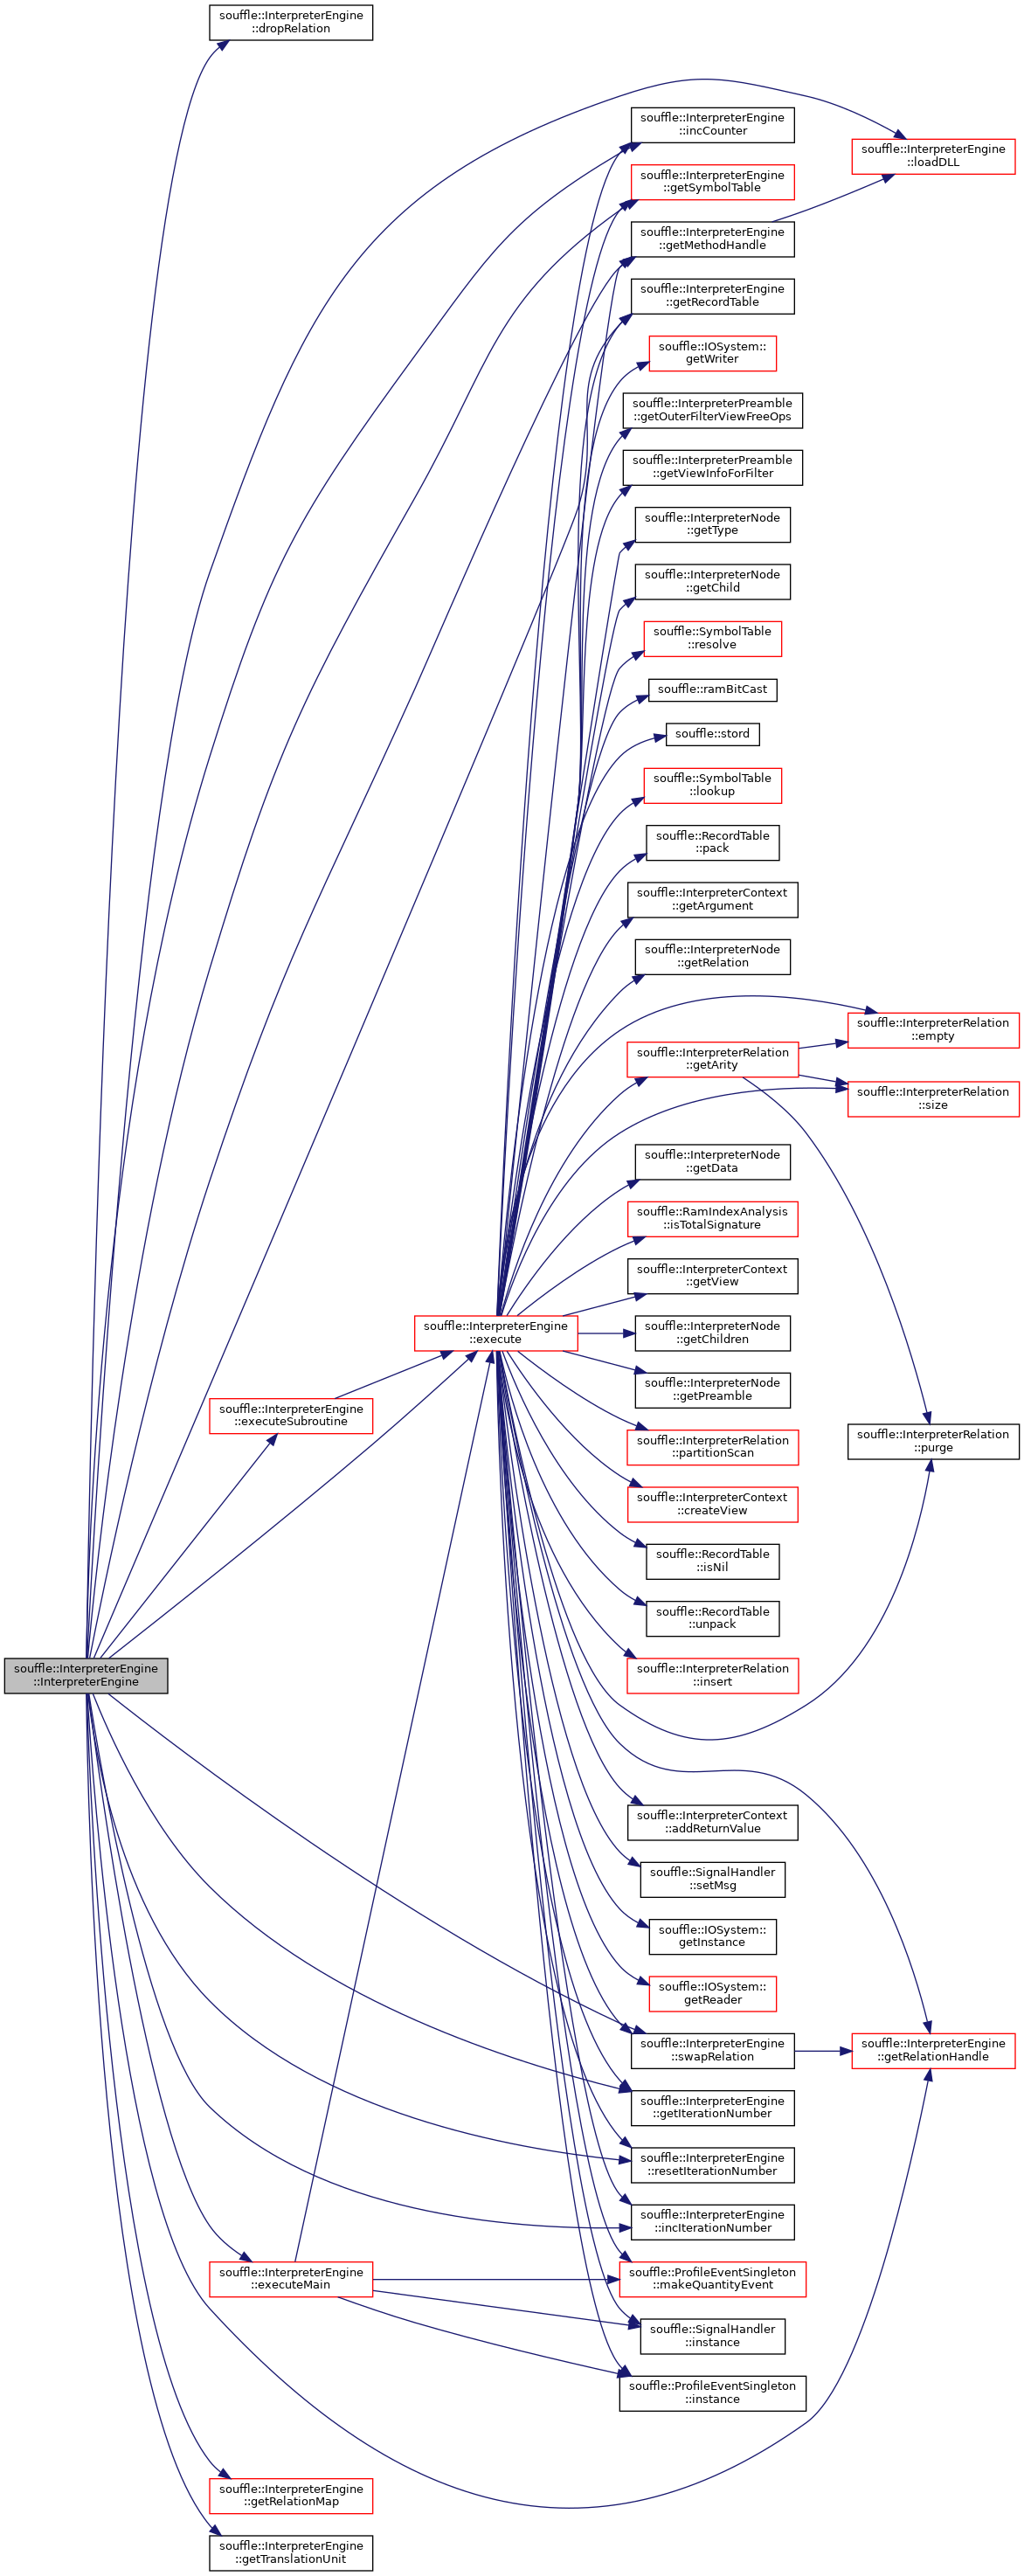 souffle::InterpreterEngine
::dropRelation
souffle::InterpreterEngine
::incCounter
souffle::InterpreterEngine
::loadDLL
souffle::InterpreterEngine
::getSymbolTable
souffle::InterpreterEngine
::getMethodHandle
souffle::InterpreterEngine
::getRecordTable
souffle::IOSystem::
getWriter
souffle::InterpreterPreamble
::getOuterFilterViewFreeOps
souffle::InterpreterPreamble
::getViewInfoForFilter
souffle::InterpreterNode
::getType
souffle::InterpreterNode
::getChild
souffle::SymbolTable
::resolve
souffle::ramBitCast
souffle::stord
souffle::SymbolTable
::lookup
souffle::RecordTable
::pack
souffle::InterpreterContext
::getArgument
souffle::InterpreterNode
::getRelation
souffle::InterpreterRelation
::empty
souffle::InterpreterRelation
::getArity
souffle::InterpreterRelation
::size
souffle::InterpreterNode
::getData
souffle::RamIndexAnalysis
::isTotalSignature
souffle::InterpreterContext
::getView
souffle::InterpreterEngine
::execute
souffle::InterpreterNode
::getChildren
souffle::InterpreterNode
::getPreamble
souffle::InterpreterEngine
::executeSubroutine
souffle::InterpreterRelation
::partitionScan
souffle::InterpreterRelation
::purge
souffle::InterpreterContext
::createView
souffle::RecordTable
::isNil
souffle::RecordTable
::unpack
souffle::InterpreterEngine
::InterpreterEngine
souffle::InterpreterRelation
::insert
souffle::InterpreterContext
::addReturnValue
souffle::SignalHandler
::setMsg
souffle::IOSystem::
getInstance
souffle::IOSystem::
getReader
souffle::InterpreterEngine
::swapRelation
souffle::InterpreterEngine
::getRelationHandle
souffle::InterpreterEngine
::getIterationNumber
souffle::InterpreterEngine
::resetIterationNumber
souffle::InterpreterEngine
::incIterationNumber
souffle::InterpreterEngine
::executeMain
souffle::ProfileEventSingleton
::makeQuantityEvent
souffle::SignalHandler
::instance
souffle::ProfileEventSingleton
::instance
souffle::InterpreterEngine
::getRelationMap
souffle::InterpreterEngine
::getTranslationUnit